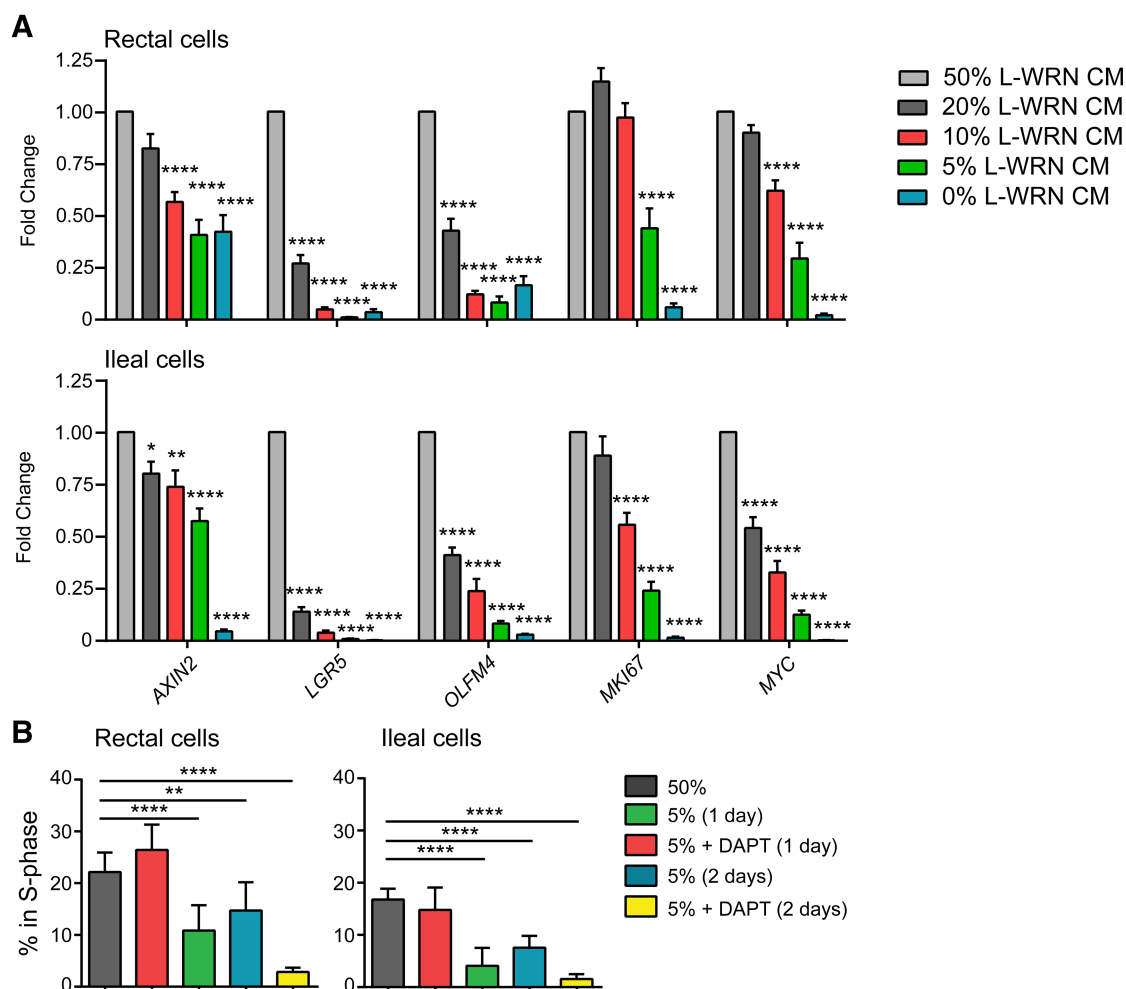 A
Rectal cells
50% L-WRN CM
20% L-WRN CM
10% L-WRN CM
5% L-WRN CM
0% L-WRN CM
Fold Change
1.25
1.00
0.75
0.50
0.25
0
**** **** ****
**** **** **** ****
**** **** **** ****
**** ****
**** **** ****
Ileal cells
Fold Change
1.25
1.00
0.75
0.50
0.25
0
* ** **** ****
**** **** **** ****
**** **** **** ****
**** **** ****
**** **** **** ****
AXIN2
LGR5
OLFM4
MKI67
MYC
B
Rectal cells
% in S-phase
40
30
20
10
0
****
**
****
Ileal cells
40
30
20
10
0
****
****
****
50%
5% (1 day)
5% + DAPT (1 day)
5% (2 days)
5% + DAPT (2 days)